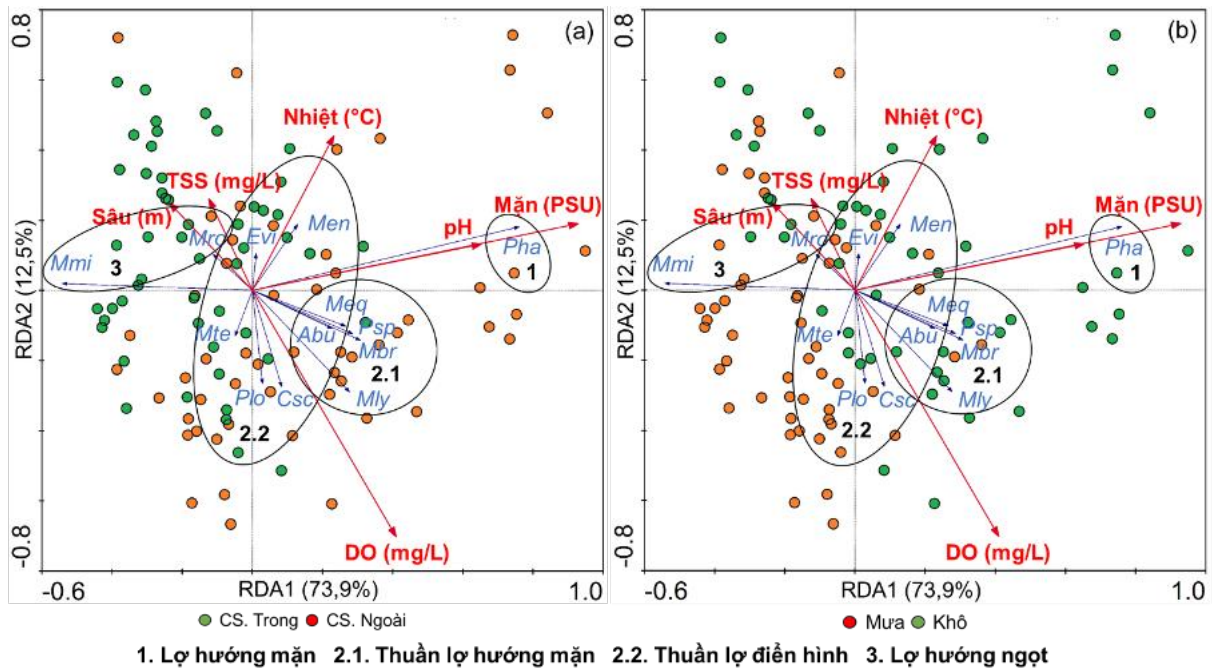 (a)
0.8
Nhiệt (°C)
TSS (mg/L)
Sâu (m)
pH
Mặn (PSU)
Mro
Evi
Men
Pha
Mmi
3
1
Mte
Meq
Abu
Psp
Mbr
2.1
Plo
Csc
Mly
2.2
DO (mg/L)
RDA2 (12,5%)
-0.8
-0.6
RDA1 (73,9%)
1.0
CS. Trong CS. Ngoài
(b)
0.8
Nhiệt (°C)
TSS (mg/L)
Sâu (m)
pH
Mặn (PSU)
Mro
Evi
Men
Pha
Mmi
3
1
Mte
Meq
Abu
Psp
Mbr
2.1
Plo
Csc
Mly
2.2
DO (mg/L)
RDA2 (12,5%)
-0.8
-0.6
RDA1 (73,9%)
1.0
Mưa Khô
1. Lợ hướng mặn 2.1. Thuần lợ hướng mặn 2.2. Thuần lợ điển hình 3. Lợ hướng ngọt